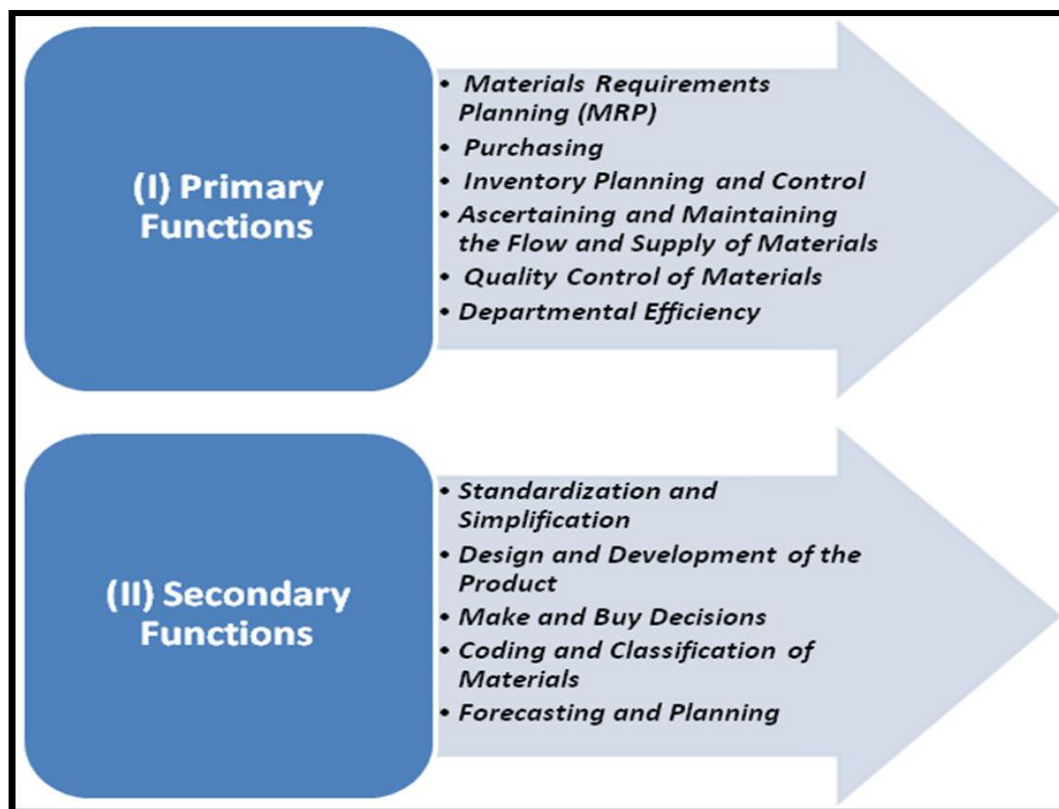 (I) Primary
Functions
• Materials Requirements
Planning (MRP)
• Purchasing
• Inventory Planning and Control
• Ascertaining and Maintaining
the Flow and Supply of Materials
• Quality Control of Materials
• Departmental Efficiency
(II) Secondary
Functions
• Standardization and
Simplification
• Design and Development of the
Product
• Make and Buy Decisions
• Coding and Classification of
Materials
• Forecasting and Planning